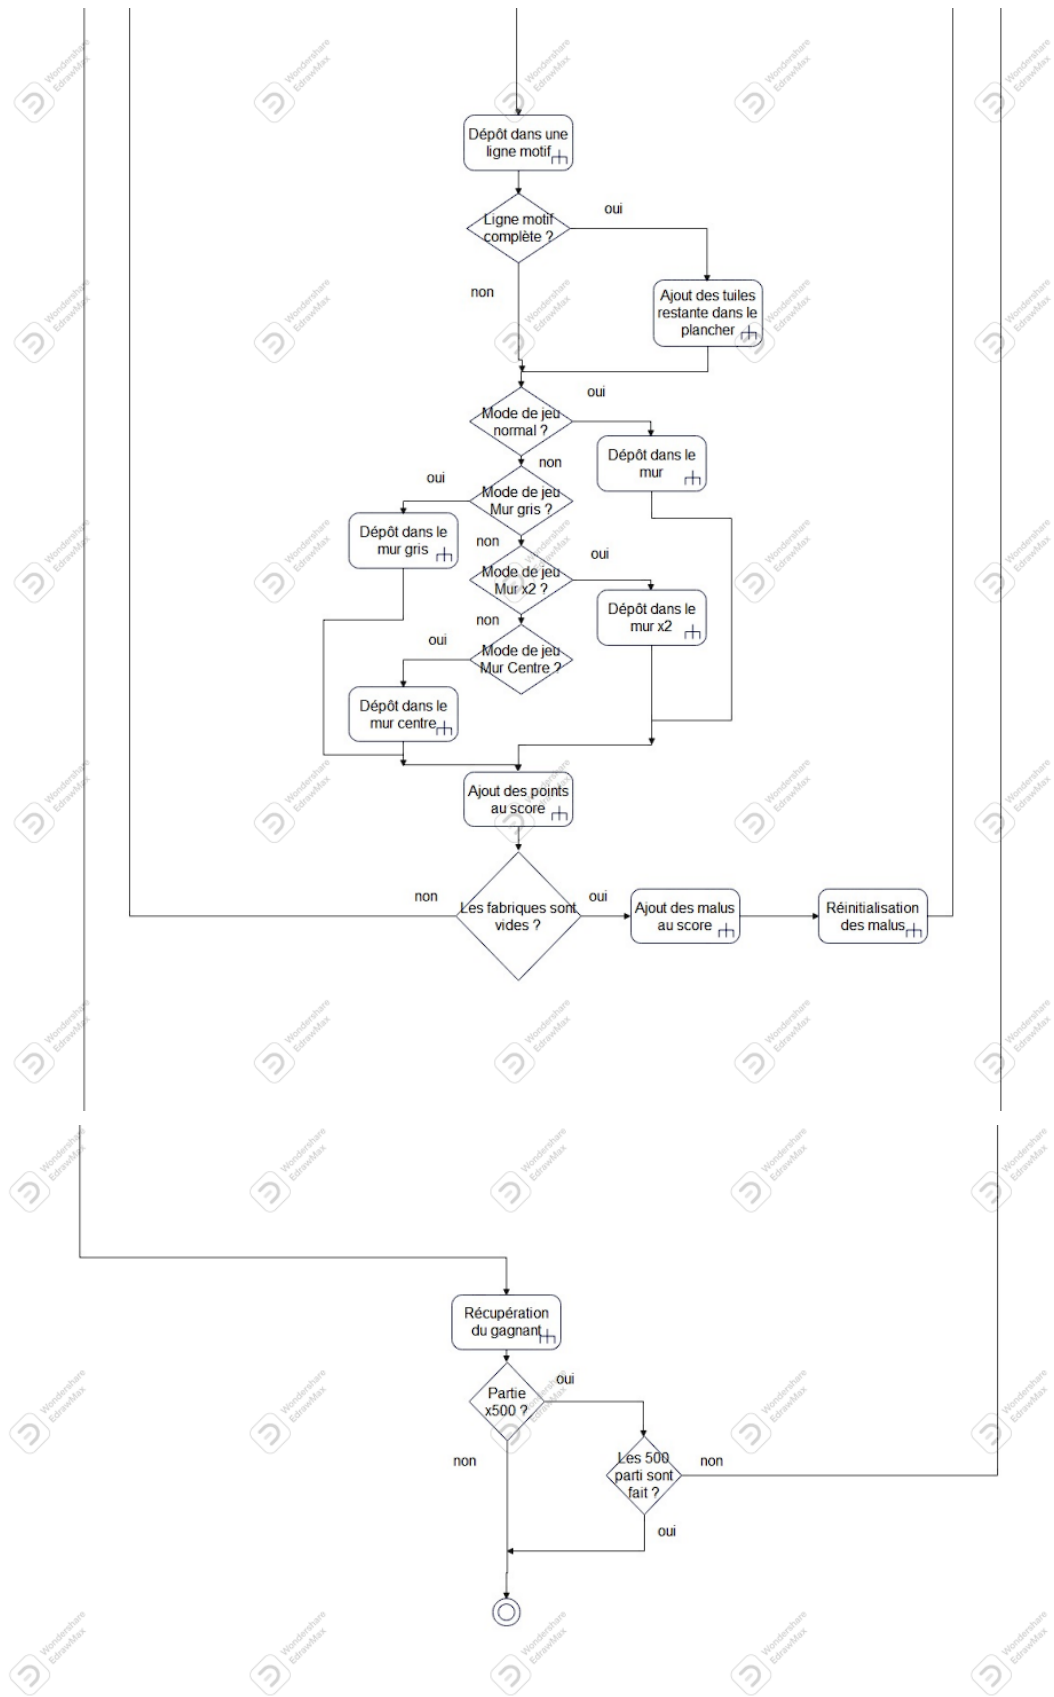 Dépôt dans une
ligne motif
Ligne motif
complète ?
oui
non
Ajout des tuiles
restante dans le
plancher
Mode de jeu
normal ?
oui
Dépôt dans le
mur
non
Mode de jeu
Mur gris ?
oui
Dépôt dans le
mur gris
non
Mode de jeu
Mur x2 ?
oui
Dépôt dans le
mur x2
non
Mode de jeu
Mur Centre ?
oui
Dépôt dans le
mur centre
Ajout des points
au score
Les fabriques sont
vides ?
non
oui
Ajout des malus
au score
Réinitialisation
des malus
Récupération
du gagnant
Partie
x500 ?
oui
non
Les 500
parti sont
fait ?
non
oui
Wondershare
EdrawMax